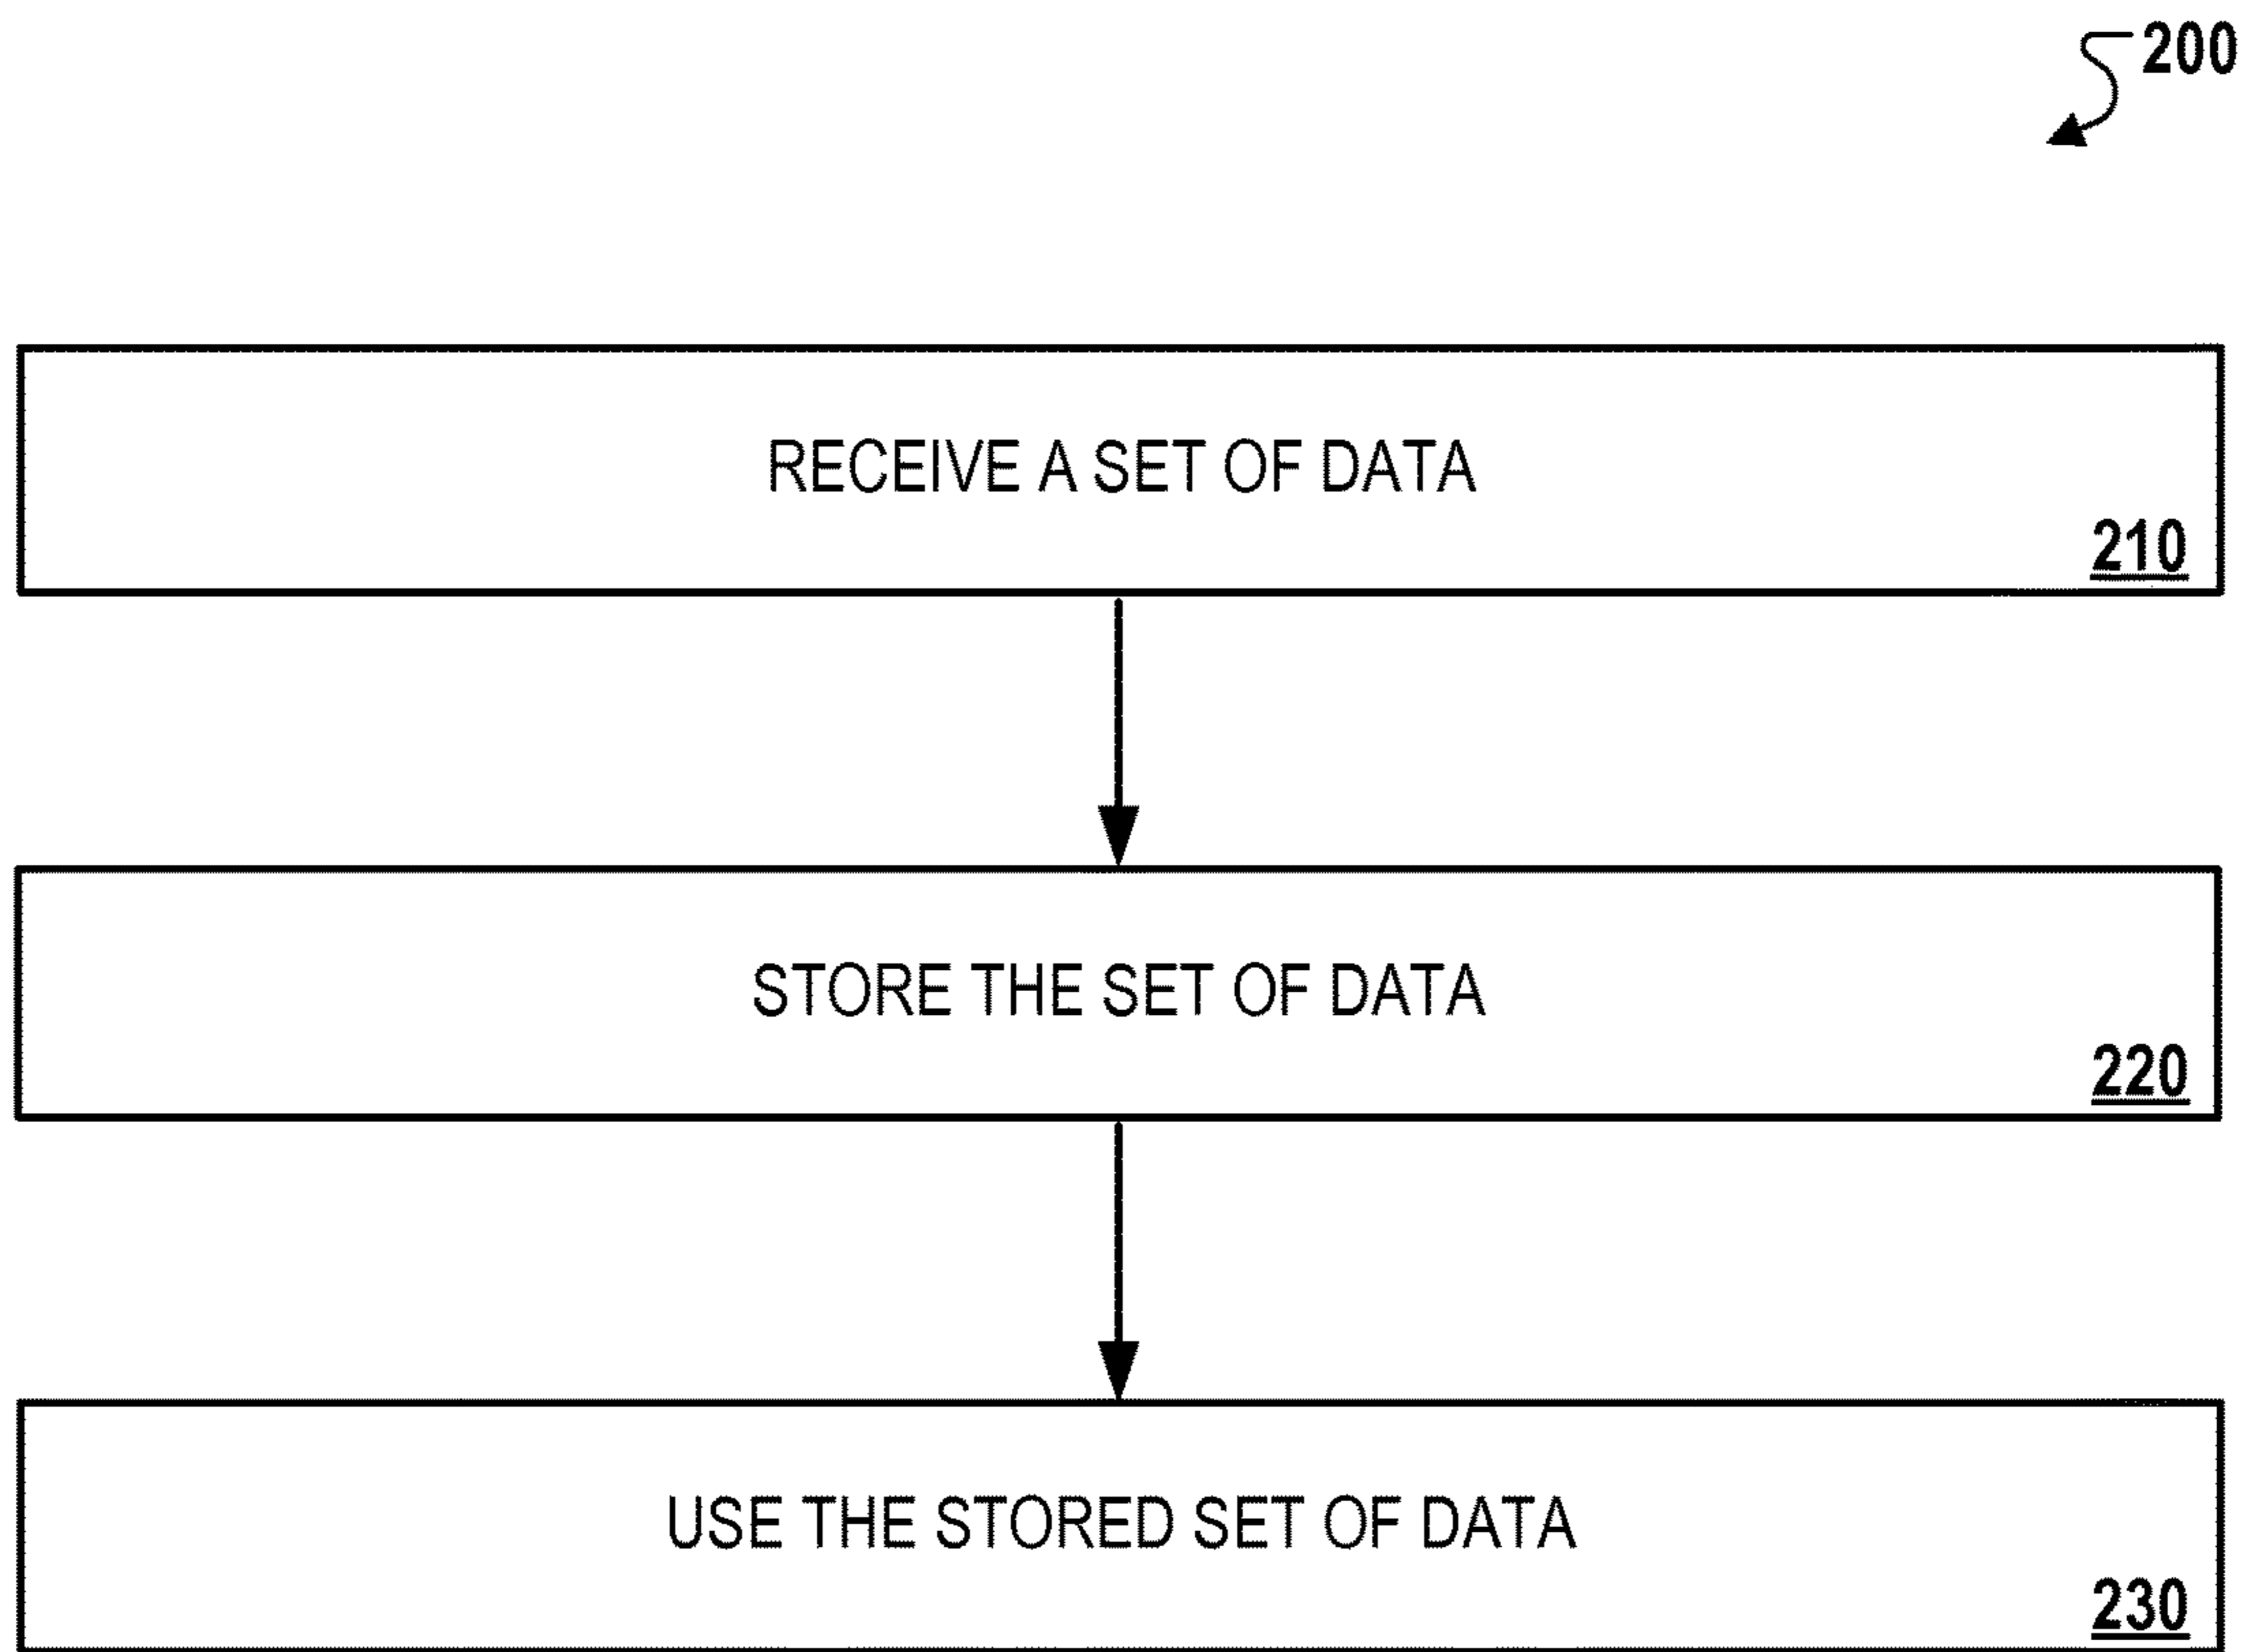 200
RECEIVE A SET OF DATA
210
STORE THE SET OF DATA
220
USE THE STORED SET OF DATA
230